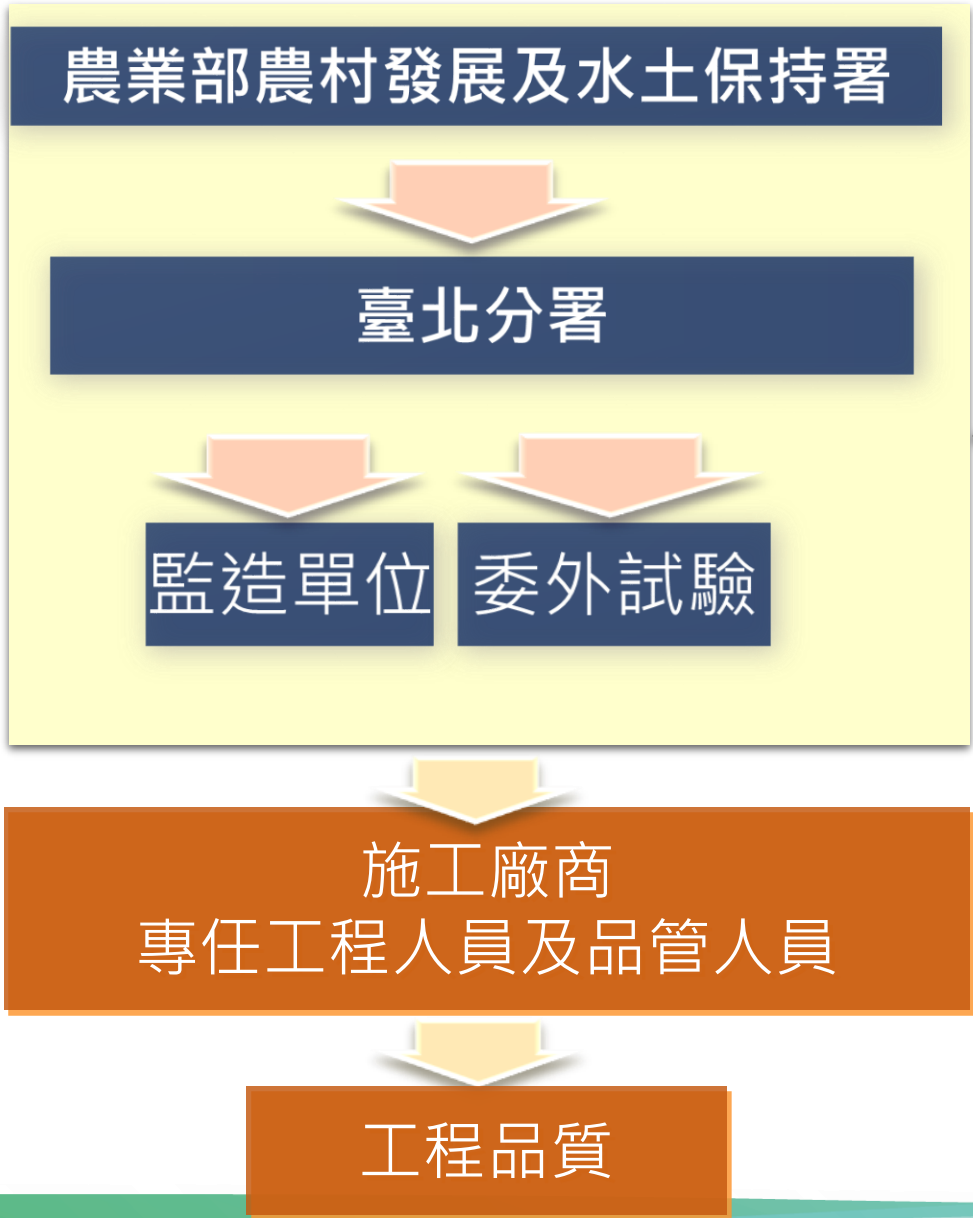 農業部農村發展及水土保持署
臺北分署
監造單位
委外試驗
施工廠商
專任工程人員及品管人員
工程品質